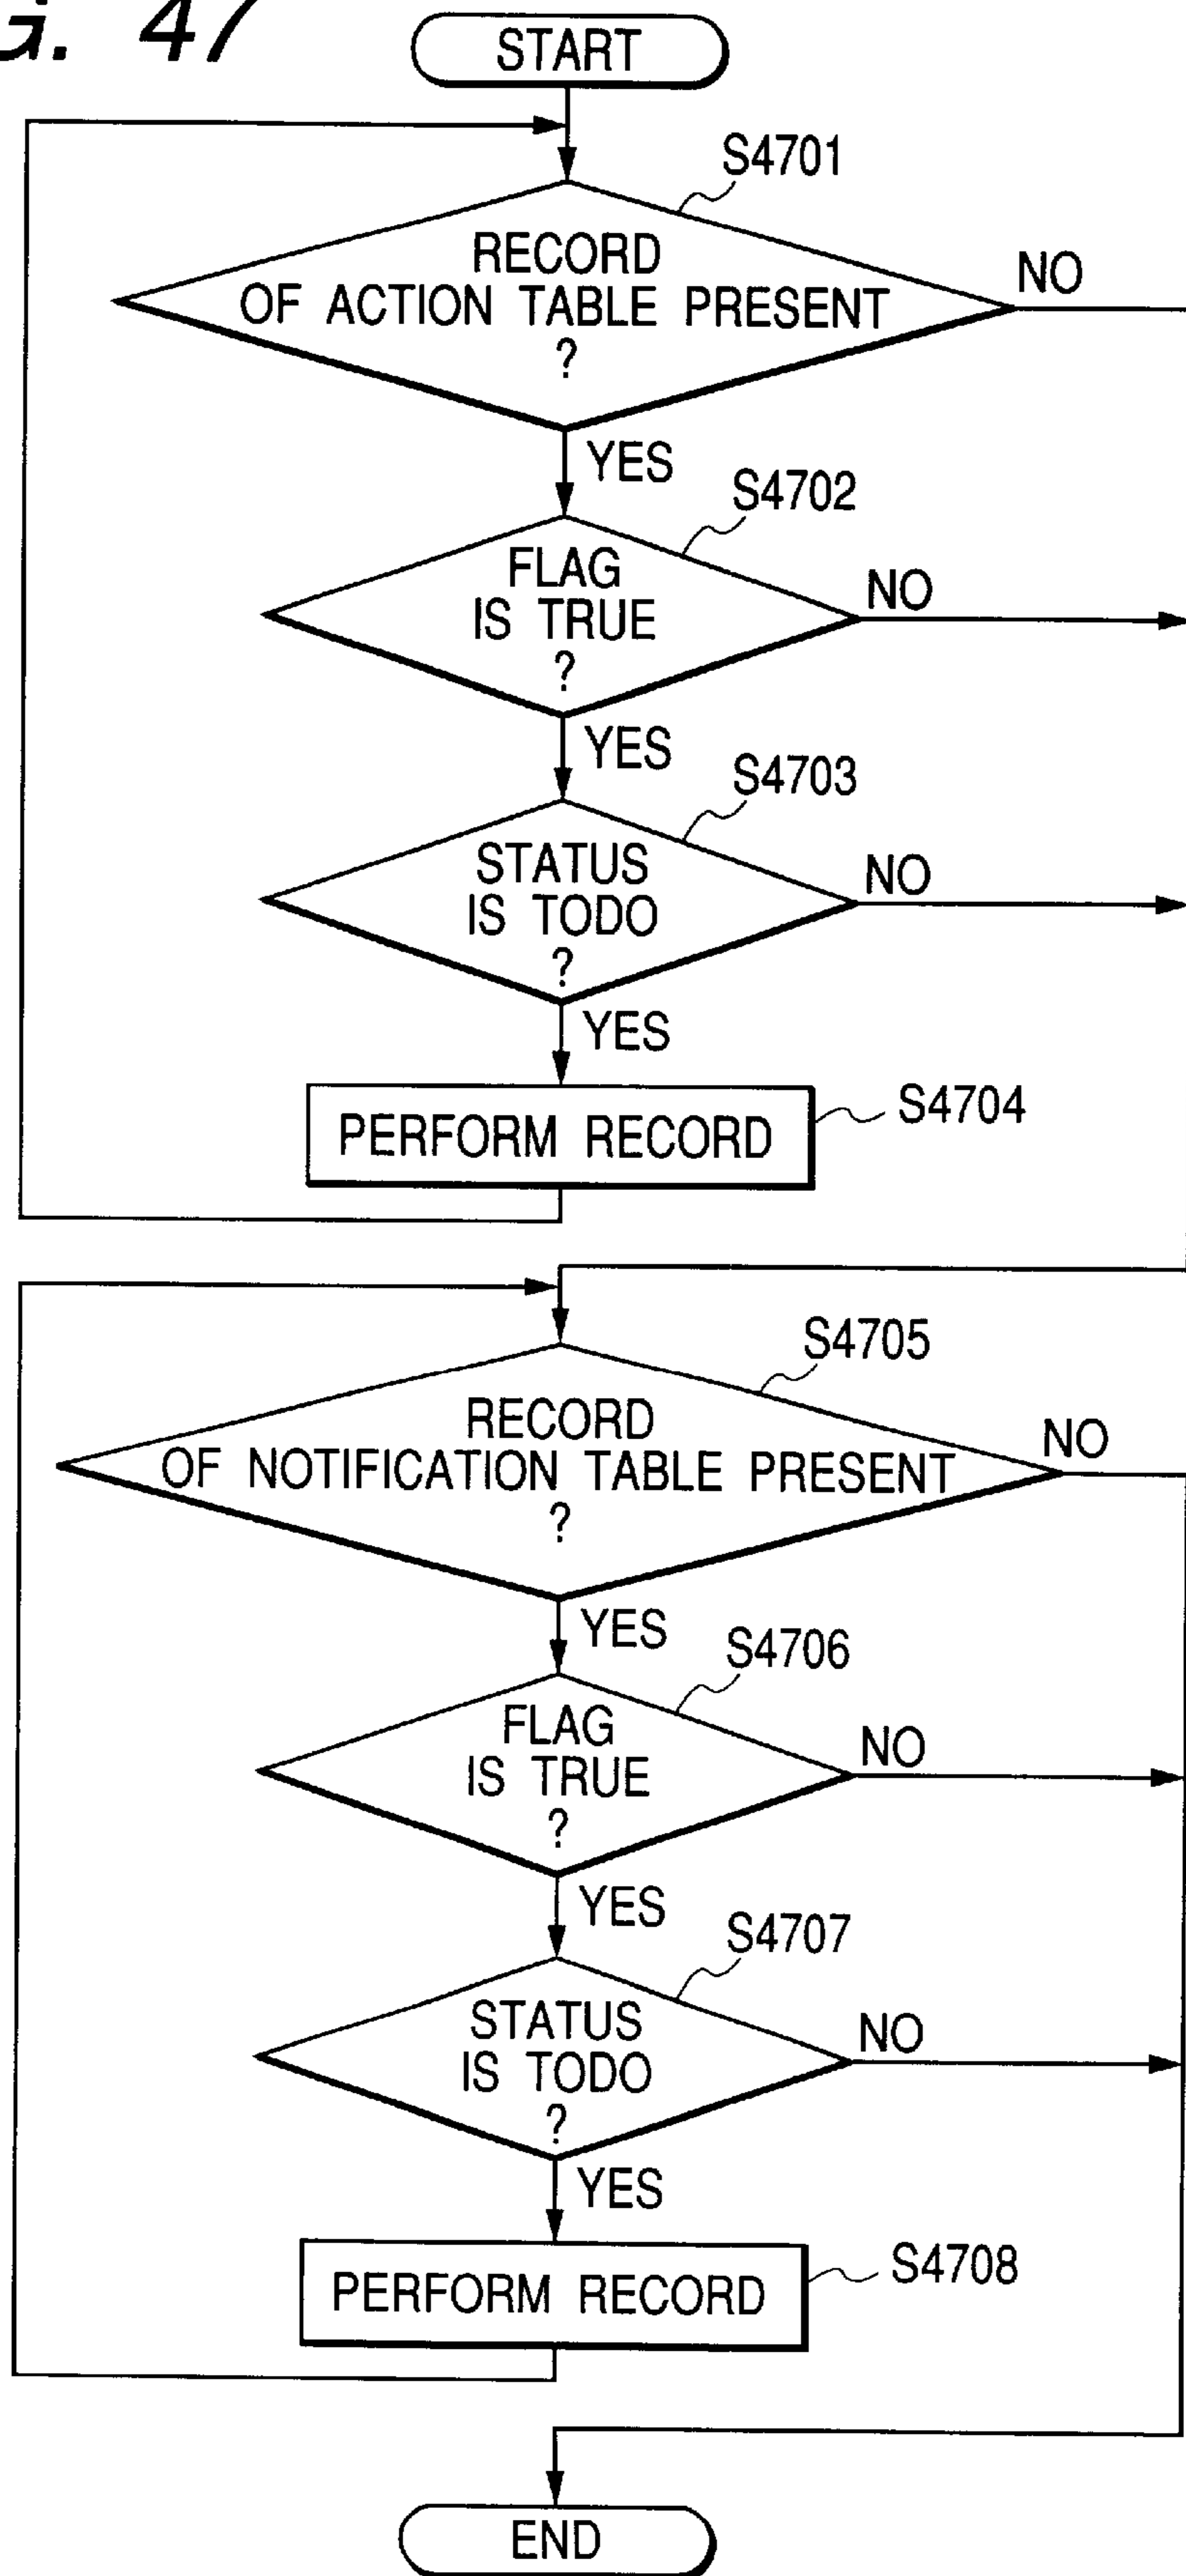 G. 47
START
S4701
RECORD
OF ACTION TABLE PRESENT
?
NO
YES
S4702
FLAG
IS TRUE
?
NO
YES
S4703
STATUS
IS TODO
?
NO
YES
PERFORM RECORD
S4704
S4705
RECORD
OF NOTIFICATION TABLE PRESENT
?
NO
YES
S4706
FLAG
IS TRUE
?
NO
YES
S4707
STATUS
IS TODO
?
NO
YES
PERFORM RECORD
S4708
END